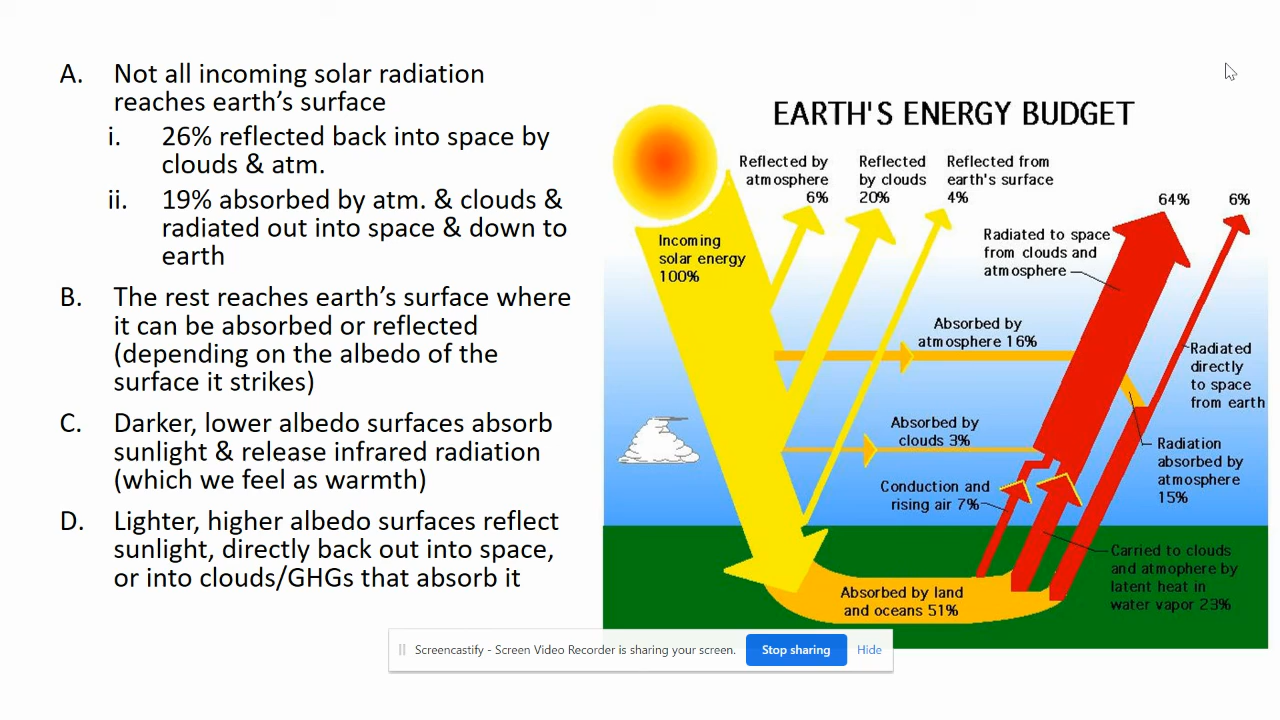 A. Not all incoming solar radiation
reaches earth's surface
i. 26% reflected back into space by
clouds & atm.
ii. 19% absorbed by atm. & clouds &
radiated out into space & down to
earth
B. The rest reaches earth's surface where
it can be absorbed or reflected
(depending on the albedo of the
surface it strikes)
C. Darker, lower albedo surfaces absorb
sunlight & release infrared radiation
(which we feel as warmth)
D. Lighter, higher albedo surfaces reflect
sunlight, directly back out into space,
or into clouds/GHGs that absorb it
EARTH'S ENERGY BUDGET
Reflected by
atmosphere
6%
Reflected
by clouds
20%
Reflected from
earth's surface
4%
64%
6%
Incoming
solar energy
100%
Radiated to space
from clouds and
atmosphere
Absorbed by
atmosphere 16%
Radiated
directly
to space
from earth
Absorbed by
clouds 3%
Radiation
absorbed by
atmosphere
15%
Conduction and
rising air 7%
Carried to clouds
and atmophere by
latent heat in
water vapor 23%
Absorbed by land
and oceans 51%
Screencastify - Screen Video Recorder is sharing your screen.
Stop sharing
Hide